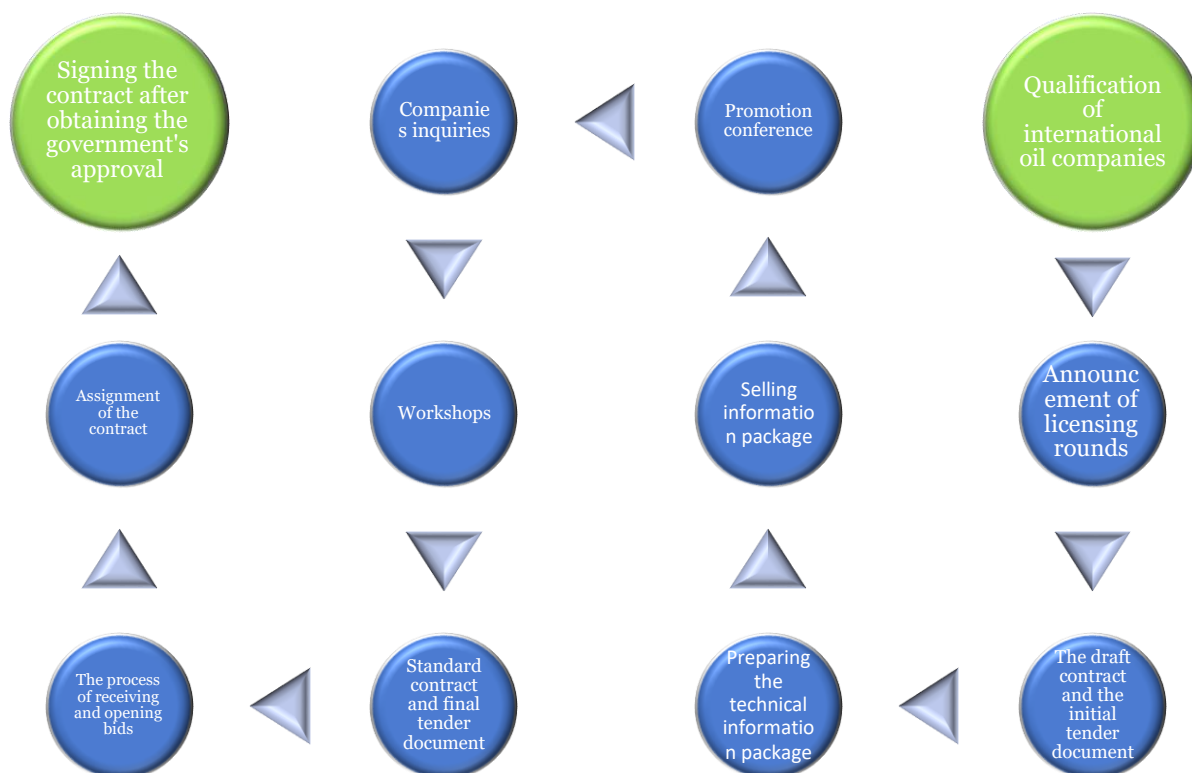 Signing the
contract after
obtaining the
government's
approval
Companie
s inquiries
Promotion
conference
Qualification
of
international
oil companies
Assignment
of the
contract
Workshops
Selling
informatio
n package
Announc
ement of
licensing
rounds
The process
of receiving
and opening
bids
Standard
contract
and final
tender
document
Preparing
the
technical
informatio
n package
The draft
contract
and the
initial
tender
document